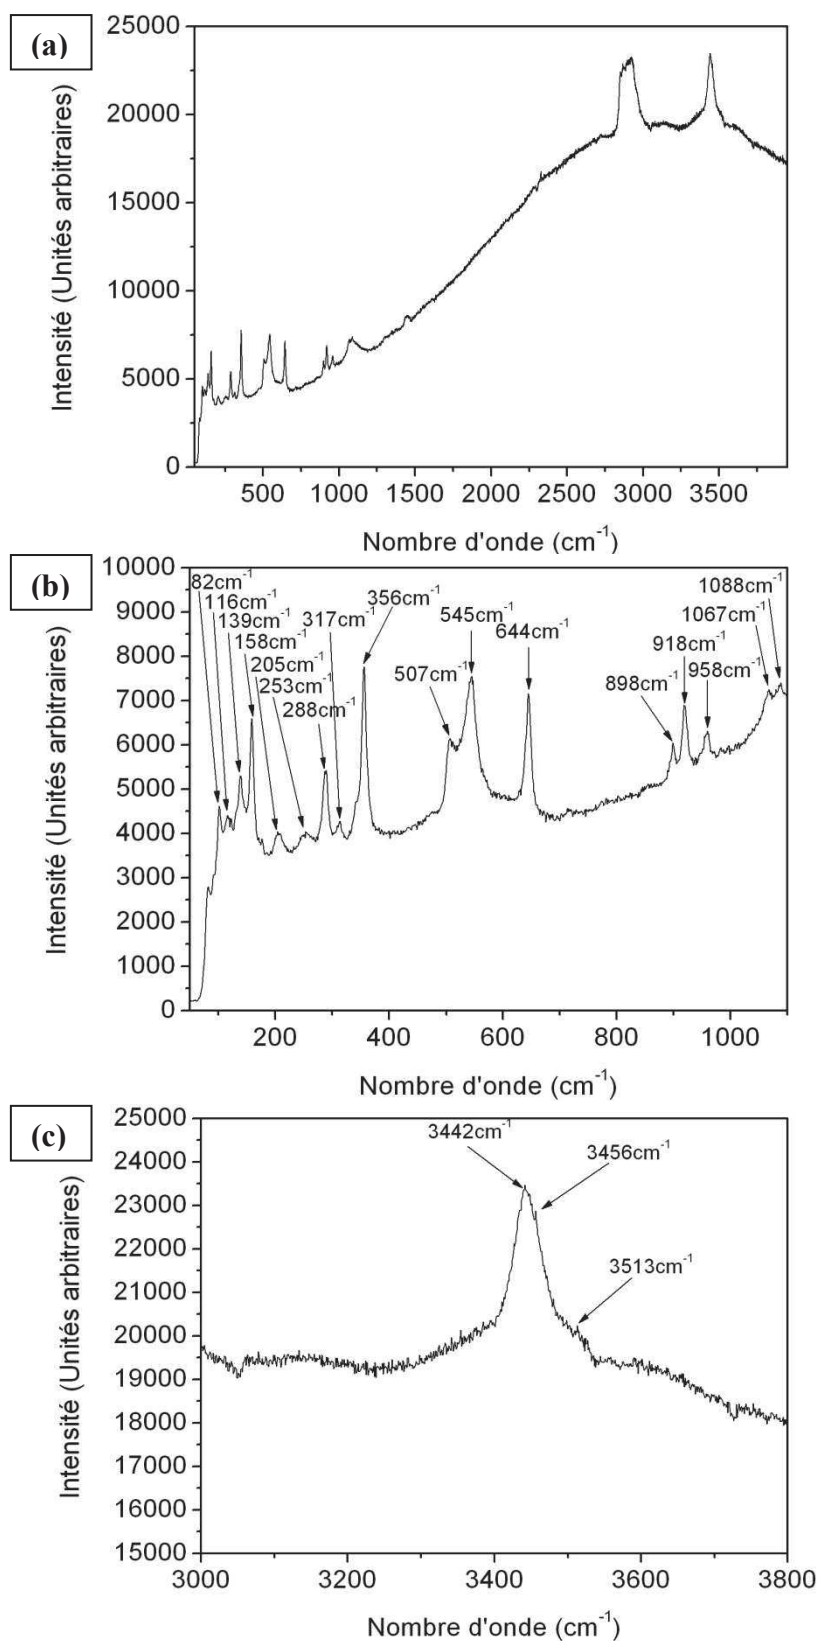 (a)
Intensité (Unités arbitraires)
25000
20000
15000
10000
5000
0
500 1000 1500 2000 2500 3000 3500
Nombre d'onde (cm⁻¹)
(b)
Intensité (Unités arbitraires)
10000
9000
8000
7000
6000
5000
4000
3000
2000
1000
0
82cm⁻¹
116cm⁻¹
139cm⁻¹
158cm⁻¹
205cm⁻¹
253cm⁻¹
288cm⁻¹
317cm⁻¹
356cm⁻¹
507cm⁻¹
545cm⁻¹
644cm⁻¹
898cm⁻¹
918cm⁻¹
958cm⁻¹
1067cm⁻¹
1088cm⁻¹
200 400 600 800 1000
Nombre d'onde (cm⁻¹)
(c)
Intensité (Unités arbitraires)
25000
24000
23000
22000
21000
20000
19000
18000
17000
16000
15000
3442cm⁻¹
3456cm⁻¹
3513cm⁻¹
3000 3200 3400 3600 3800
Nombre d'onde (cm⁻¹)